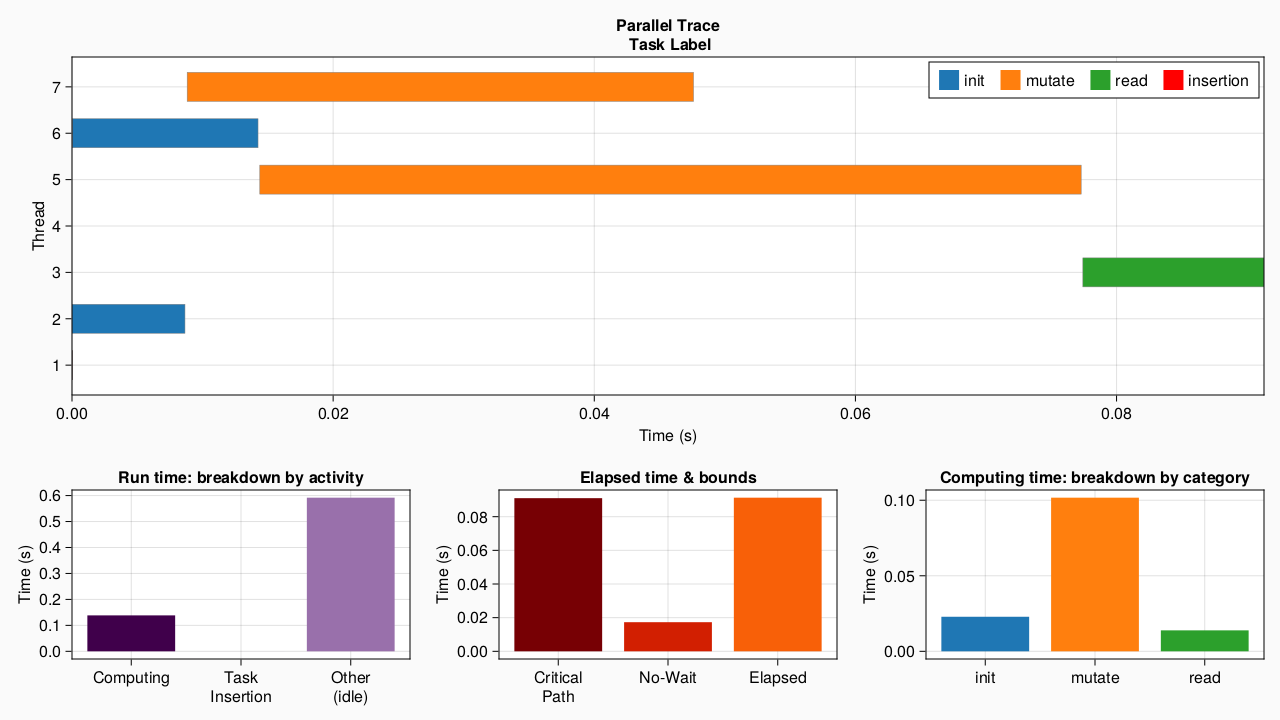 Parallel Trace
Task Label
init mutate read insertion
7
6
5
4
3
2
1
Thread
0.00 0.02 0.04 0.06 0.08
Time (s)
Run time: breakdown by activity
0.6
0.5
0.4
0.3
0.2
0.1
0.0
Time (s)
Computing Task Insertion Other (idle)
Elapsed time & bounds
0.08
0.06
0.04
0.02
0.00
Time (s)
Critical Path No-Wait Elapsed
Computing time: breakdown by category
0.10
0.05
0.00
Time (s)
init mutate read